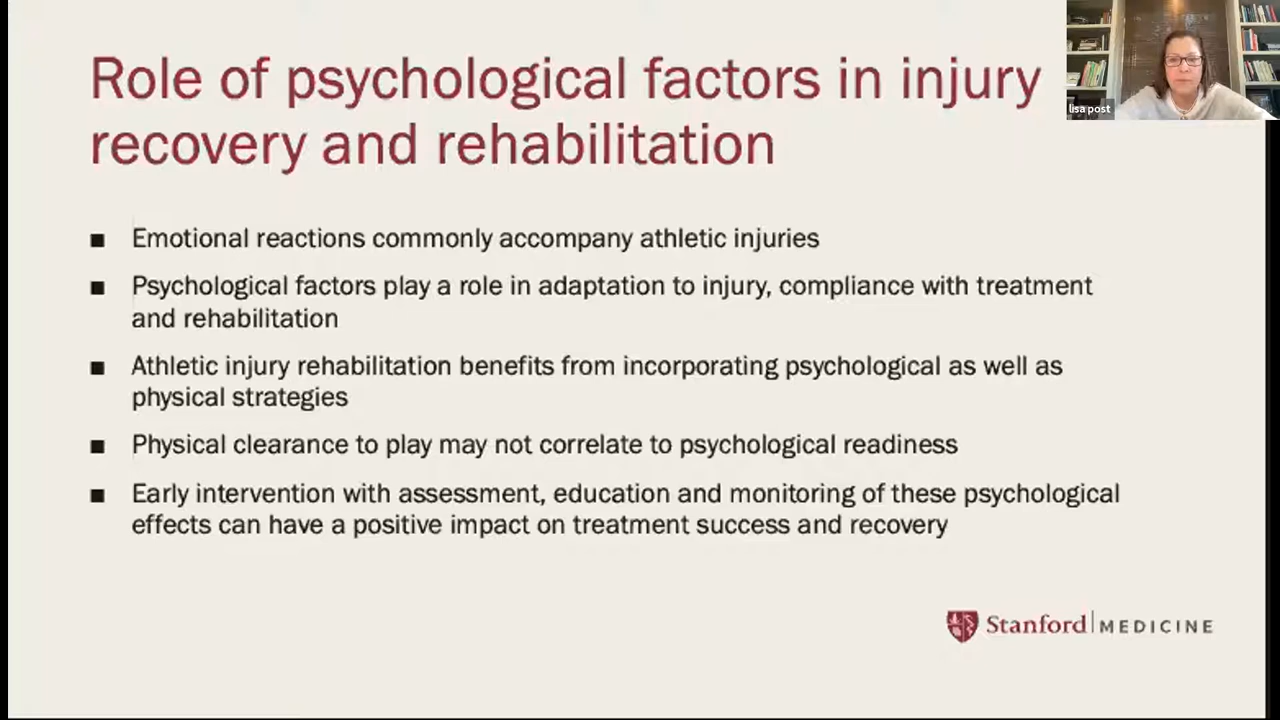 Role of psychological factors in injury
recovery and rehabilitation
lisa post
■ Emotional reactions commonly accompany athletic injuries
■ Psychological factors play a role in adaptation to injury, compliance with treatment
and rehabilitation
■ Athletic injury rehabilitation benefits from incorporating psychological as well as
physical strategies
■ Physical clearance to play may not correlate to psychological readiness
■ Early intervention with assessment, education and monitoring of these psychological
effects can have a positive impact on treatment success and recovery
Stanford MEDICINE